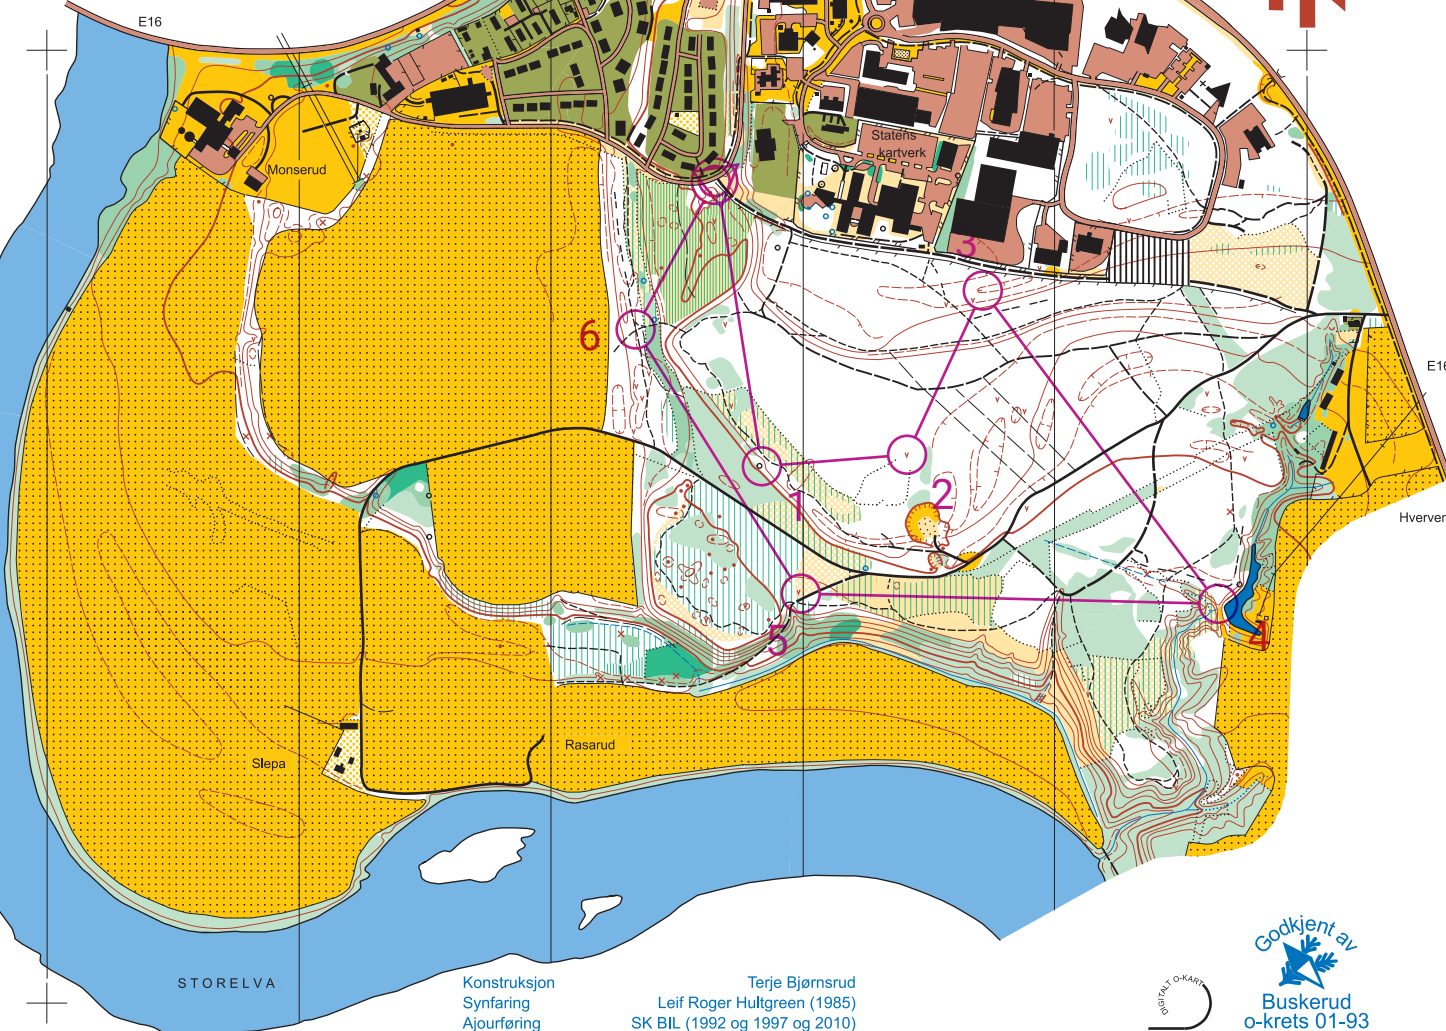 E16
Statens
kartverk
Monserud
3
6
E16
1
2
Hverven
5
4
Rasarud
Slepa
STORELVA
Konstruksjon Terje Bjørnsrud
Synfaring Leif Roger Hultgreen (1985)
Ajourføring SK BIL (1992 og 1997 og 2010)
DIGITALT O-KART
Godkjent av
Buskerud
o-krets 01-93